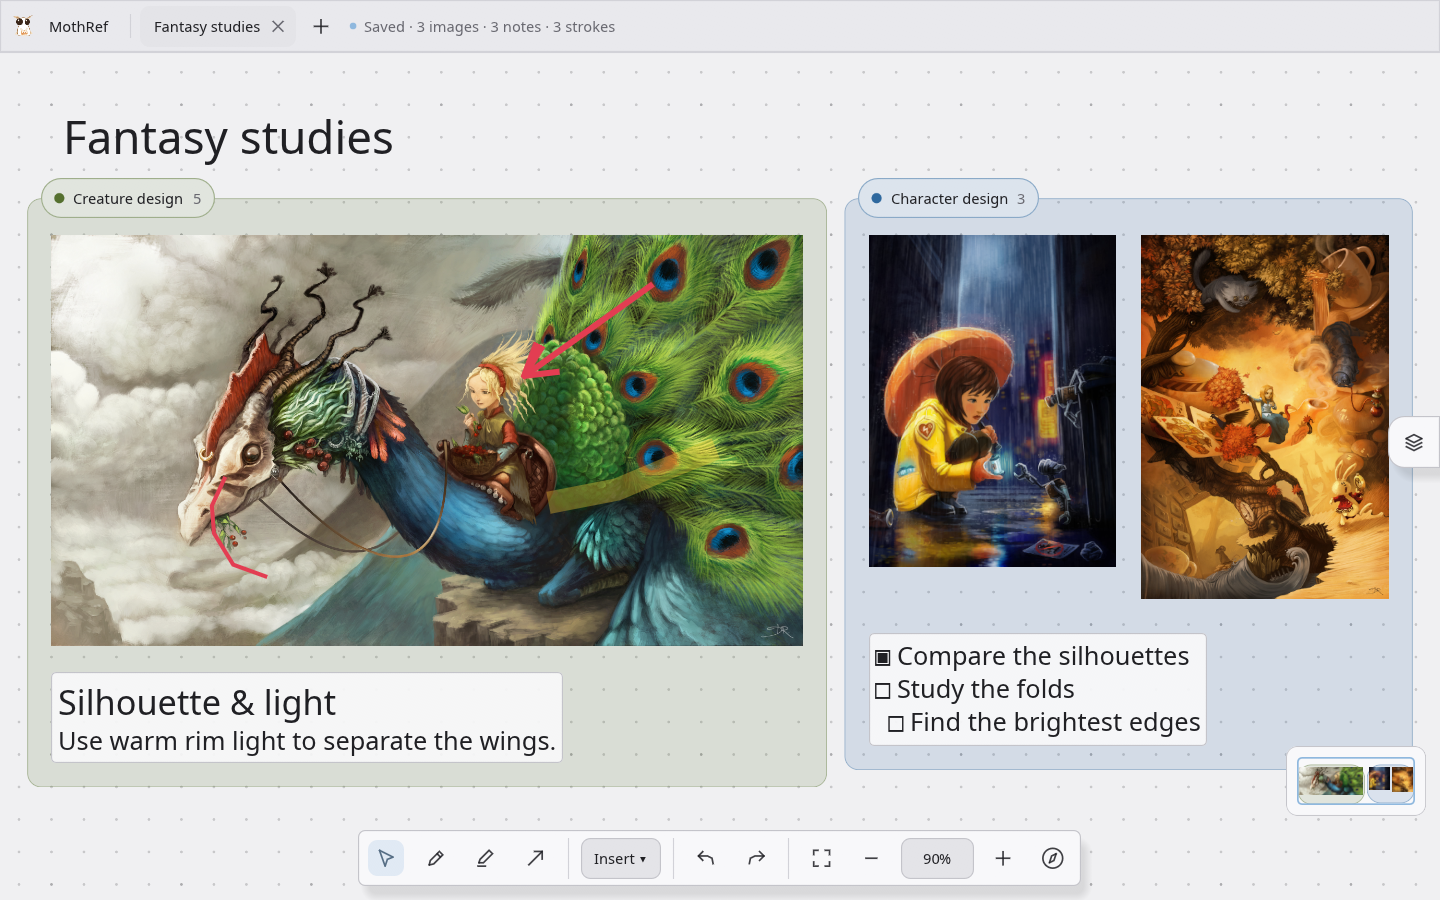 MothRef
Fantasy studies
Saved · 3 images · 3 notes · 3 strokes
Fantasy studies
Creature design 5
Character design 3
Silhouette & light
Use warm rim light to separate the wings.
▣ Compare the silhouettes
☐ Study the folds
☐ Find the brightest edges
Insert ▾
90%